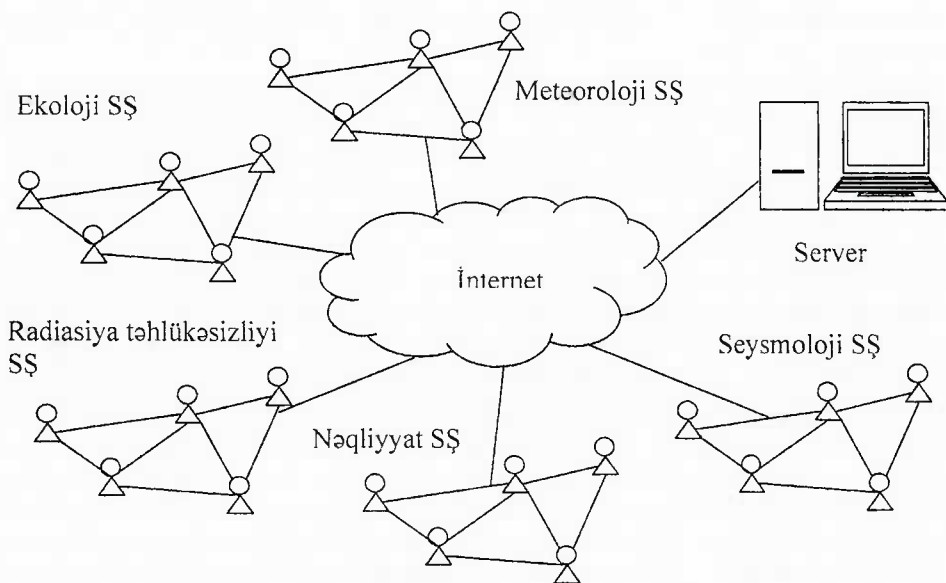 Meteoroloji SŞ
Ekoloji SŞ
Server
İnternet
Radiasiya təhlükəsizliyi
SŞ
Seysmoloji SŞ
Nəqliyyat SŞ